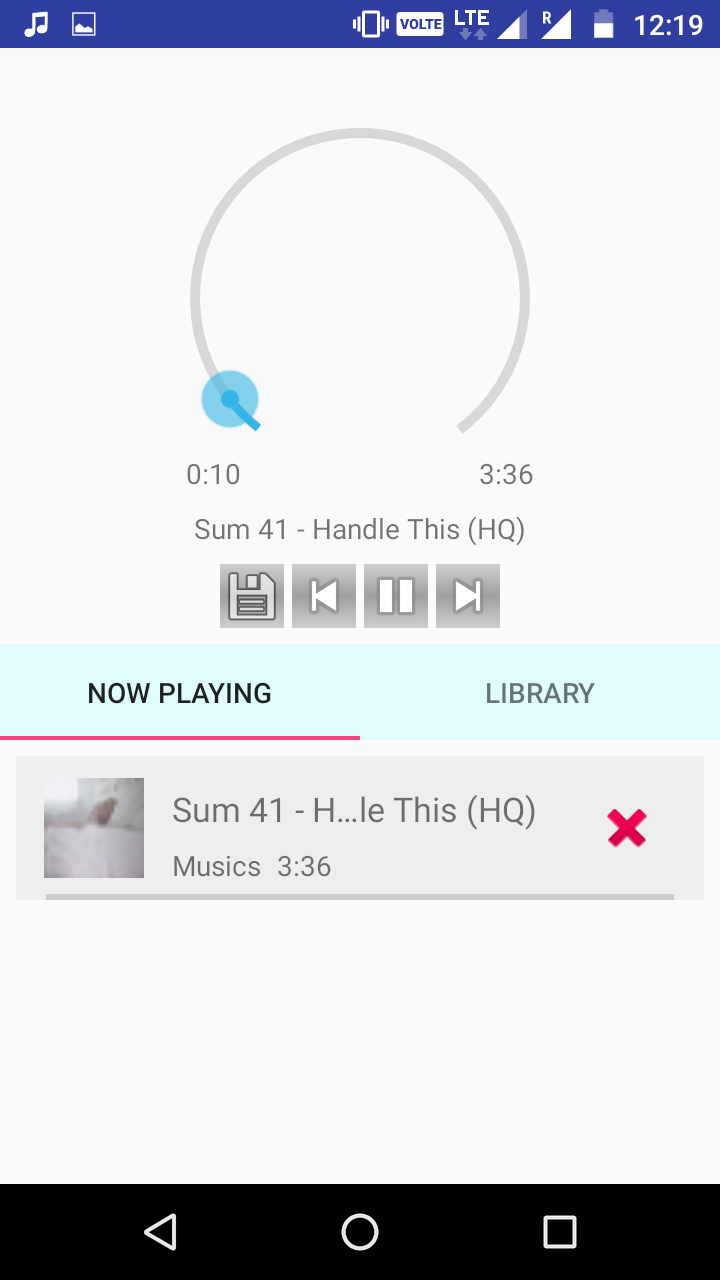 VOLTE LTE R 12:19
0:10 3:36
Sum 41 - Handle This (HQ)
NOW PLAYING LIBRARY
Sum 41 - H...le This (HQ)
Musics 3:36